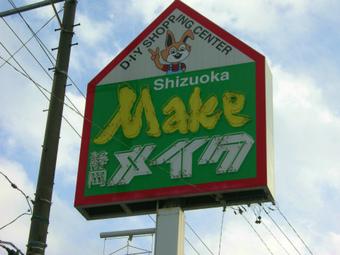 D·I·Y SHOPPING CENTER
Shizuoka
Make
静岡メイク